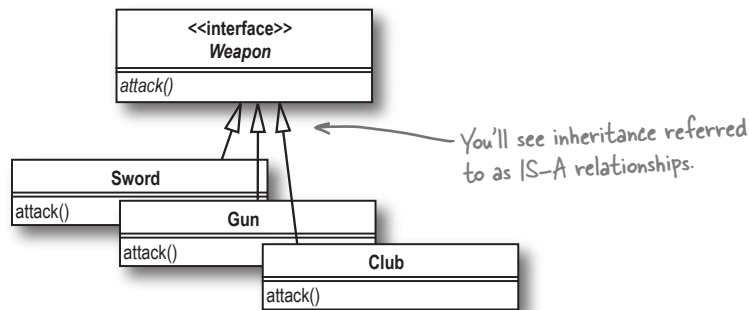 <<interface>>
Weapon
attack()
You'll see inheritance referred
to as IS-A relationships.
Sword
attack()
Gun
attack()
Club
attack()